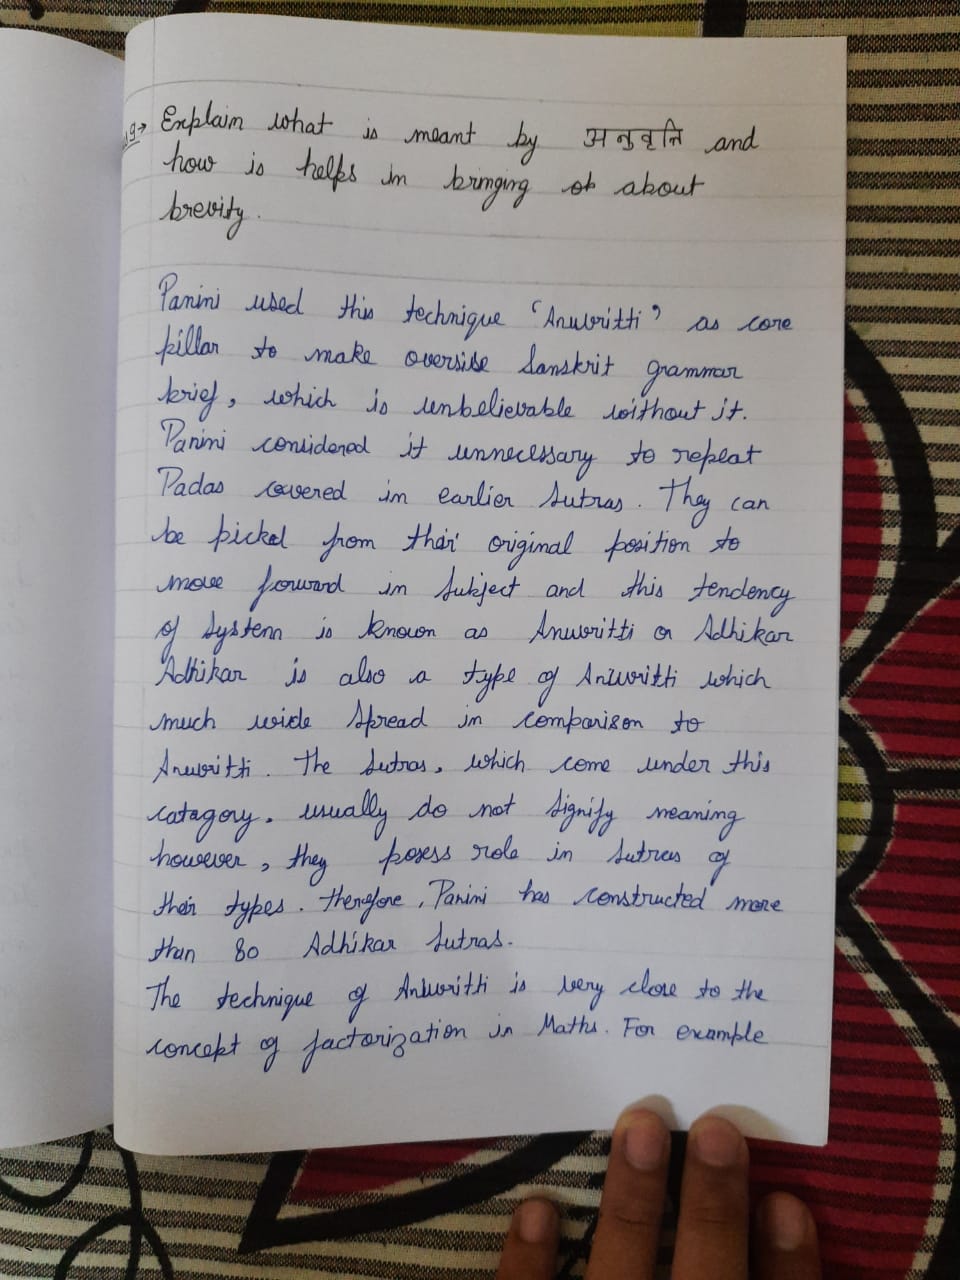 19→ Explain what is meant by अनुवृत्ति and
how is helps in bringing ob about
brevity.
Panini used this technique 'Anuvritti' as core
pillar to make overside Sanskrit grammar
brief, which is unbelievable without it.
Panini considered it unnecessary to repeat
Padas covered in earlier Sutras. They can
be picked from their original position to
move forward in Subject and this tendency
of System is known as Anuvritti or Adhikar
Adhikar is also a type of Anuvritti which
much wide spread in comparison to
Anuvritti. The Sutras, which come under this
catagory, usually do not Signify meaning
however, they posess role in Sutras of
their types. therefore, Panini has constructed more
than 80 Adhikar Sutras.
The technique of Anuvritti is very close to the
concept of factorization in Maths. For example